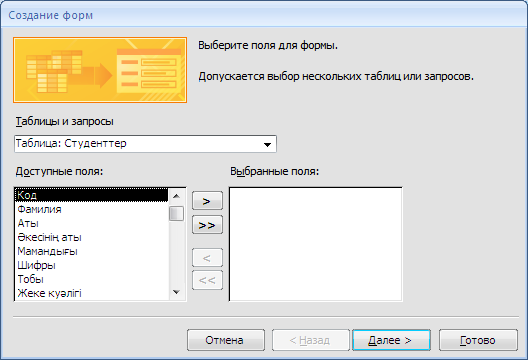 Создание форм
Выберите поля для формы.
Допускается выбор нескольких таблиц или запросов.
Таблицы и запросы
Таблица: Студенттер
Доступные поля:
Выбранные поля:
Код
Фамилия
Аты
Әкесінің аты
Мамандығы
Шифры
Тобы
Жеке куәлігі
>
>>
<
<<
Отмена
< Назад
Далее >
Готово